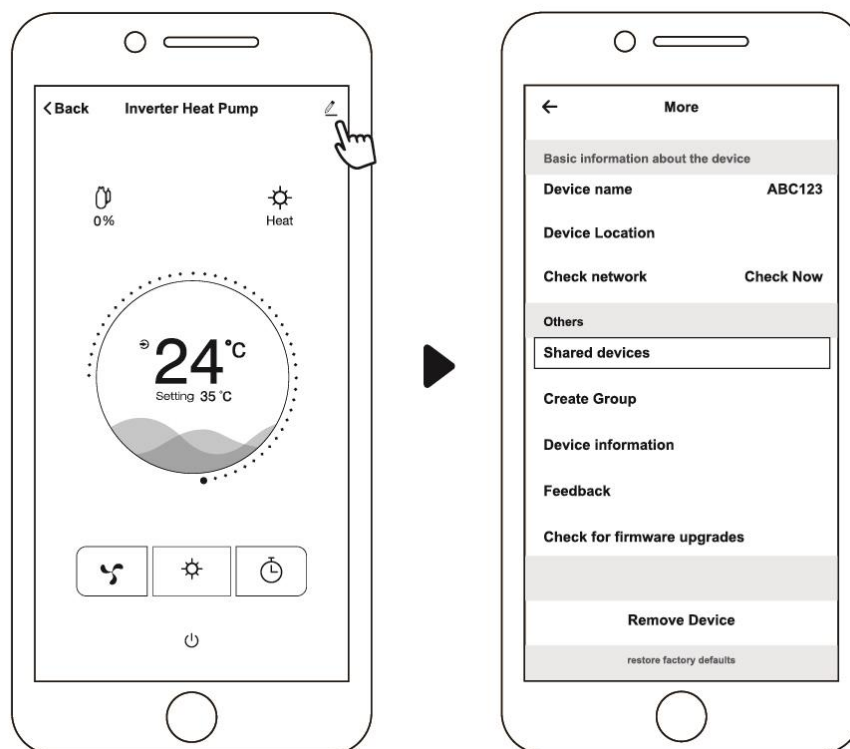 Back Inverter Heat Pump
0%
Heat
24°C
Setting 35 °C
More
Basic information about the device
Device name ABC123
Device Location
Check network Check Now
Others
Shared devices
Create Group
Device information
Feedback
Check for firmware upgrades
Remove Device
restore factory defaults